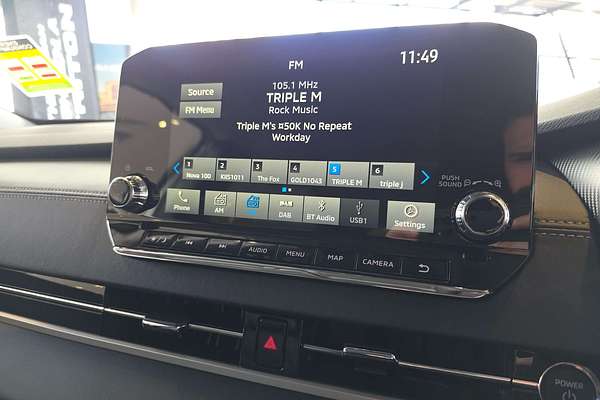 FM
11:49
Source
FM Menu
105.1 MHz
TRIPLE M
Rock Music
Triple M's ¤50K No Repeat
Workday
1 Nova 100
2 KIIS1011
3 The Fox
4 GOLD1043
5 TRIPLE M
6 triple j
PUSH
SOUND
Phone
AM
DAB
BT Audio
USB1
Settings
AUDIO
MENU
MAP
CAMERA
POWER